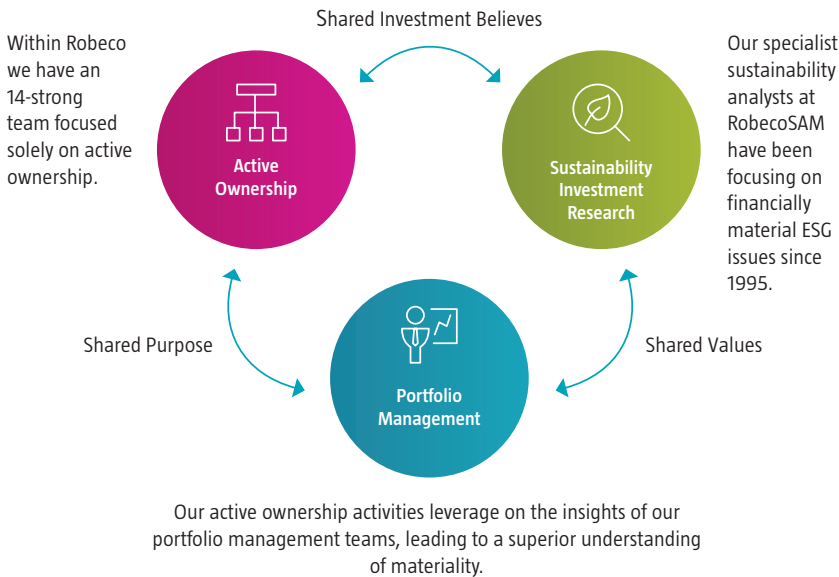 Shared Investment Believes
Within Robeco
we have an
14-strong
team focused
solely on active
ownership.
Active
Ownership
Sustainability
Investment
Research
Our specialist
sustainability
analysts at
RobecoSAM
have been
focusing on
financially
material ESG
issues since
1995.
Shared Purpose
Shared Values
Portfolio
Management
Our active ownership activities leverage on the insights of our
portfolio management teams, leading to a superior understanding
of materiality.